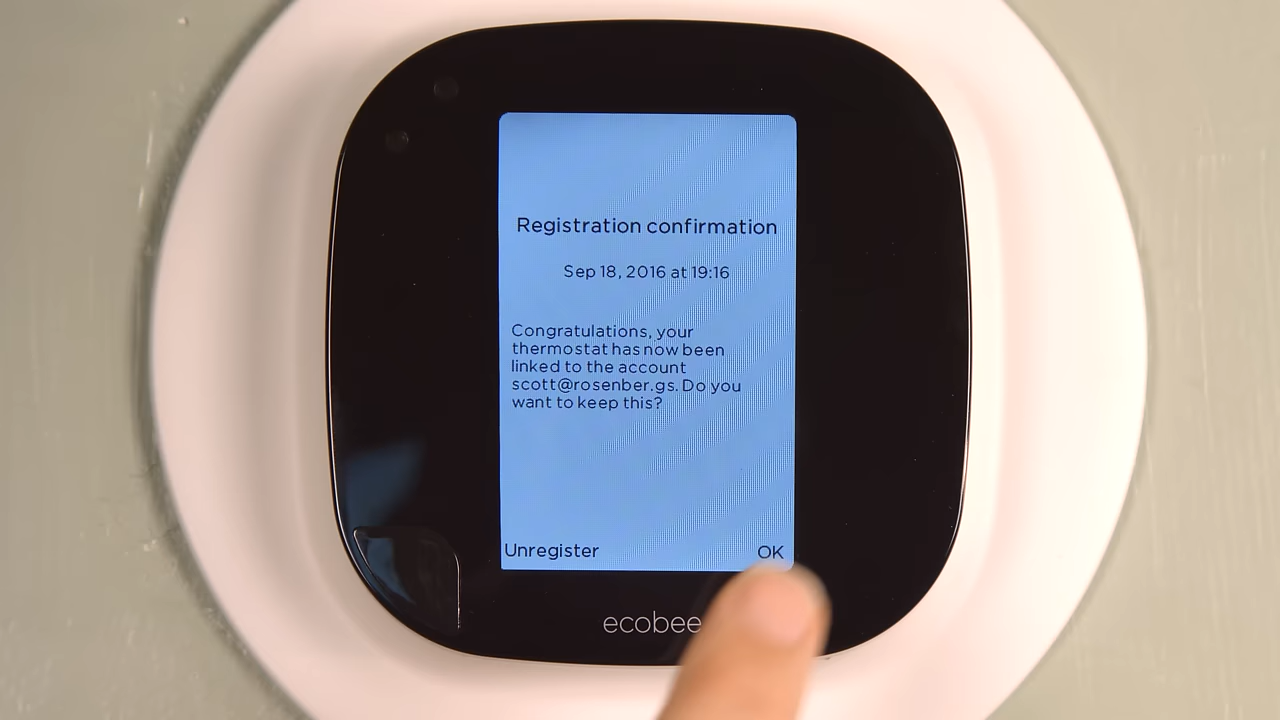 Registration confirmation
Sep 18, 2016 at 19:16
Congratulations, your
thermostat has now been
linked to the account
scott@rosenber.gs. Do you
want to keep this?
Unregister OK
ecobee